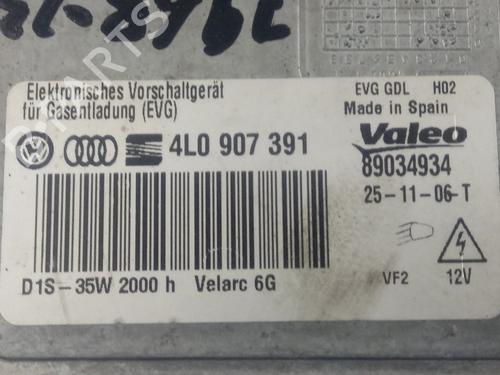 Elektronisches Vorschaltgerät
für Gasentladung (EVG)
EVG GDL H02
Made in Spain
4L0 907 391
Valeo
89034934
25-11-06-T
D1S-35W 2000 h Velarc 6G
VF2 12V